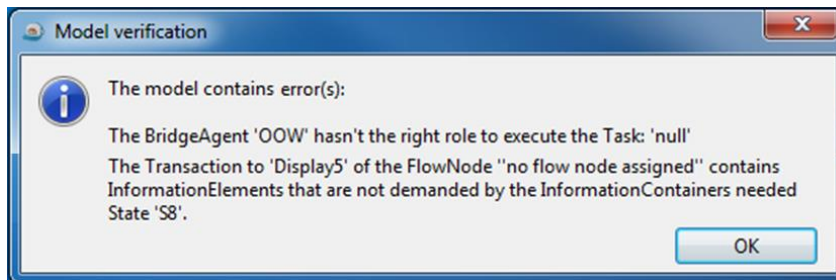 Model verification
The model contains error(s):
The BridgeAgent 'OOW' hasn't the right role to execute the Task: 'null'
The Transaction to 'Display5' of the FlowNode ''no flow node assigned'' contains
InformationElements that are not demanded by the InformationContainers needed
State 'S8'.
OK